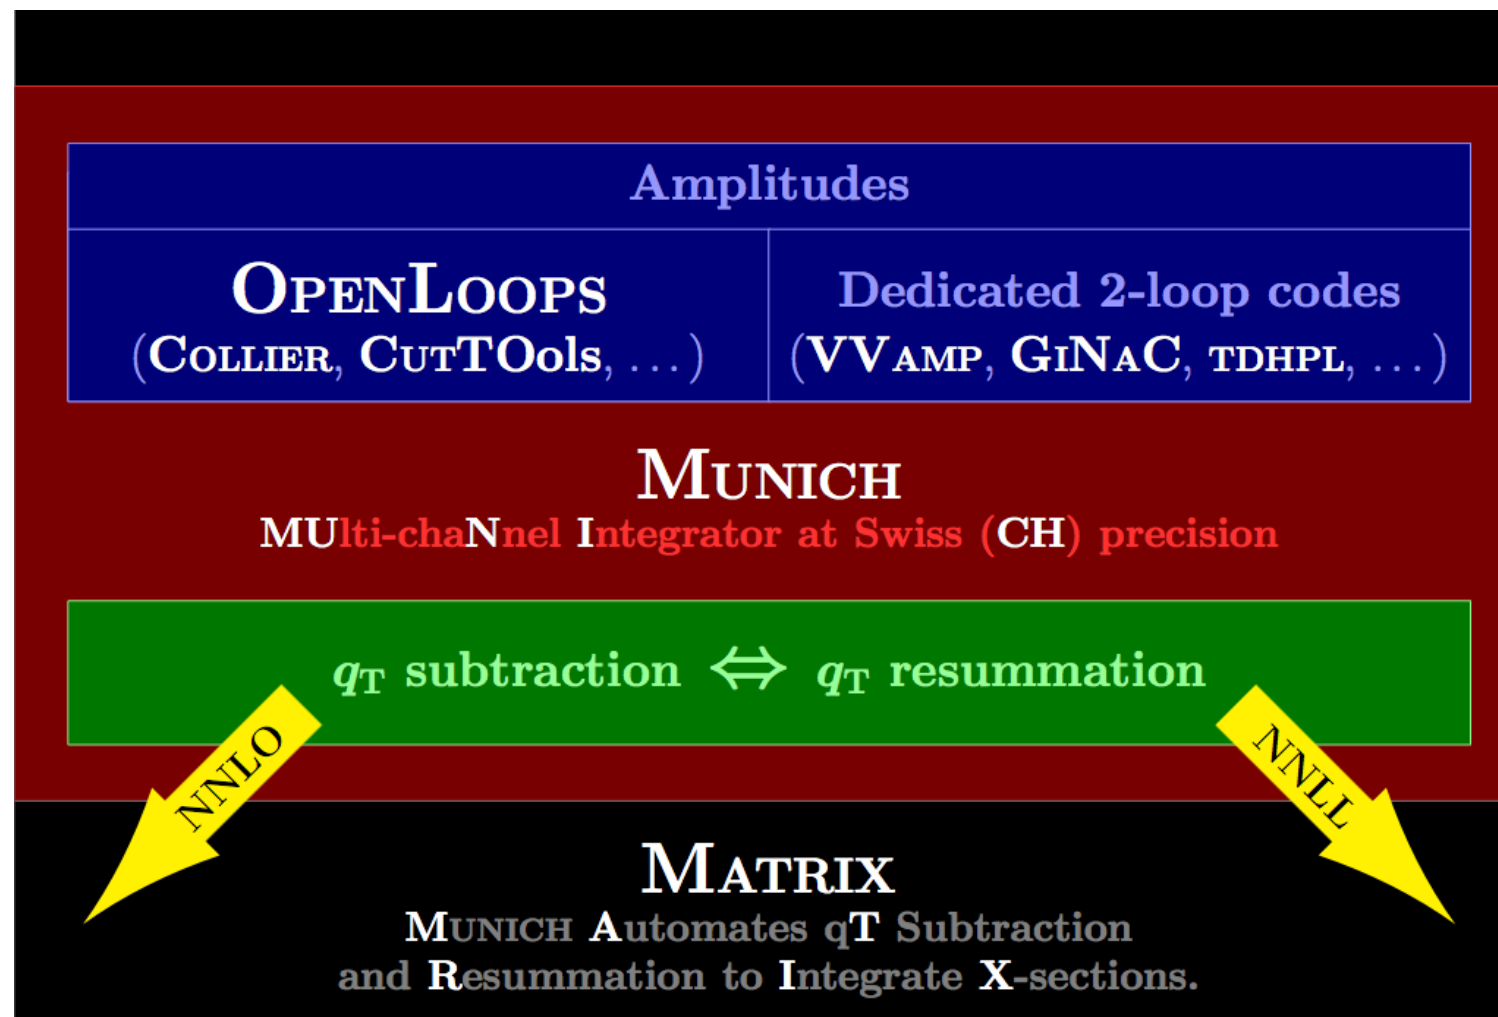 Amplitudes
OPENLOOPS
(COLLIER, CUTTOols, ...)
Dedicated 2-loop codes
(VVAMP, GINAC, TDHPL, ...)
MUNICH
MUlti-chaNnel Integrator at Swiss (CH) precision
qT subtraction ⇔ qT resummation
NNLO
NNLL
MATRIX
MUNICH Automates qT Subtraction
and Resummation to Integrate X-sections.